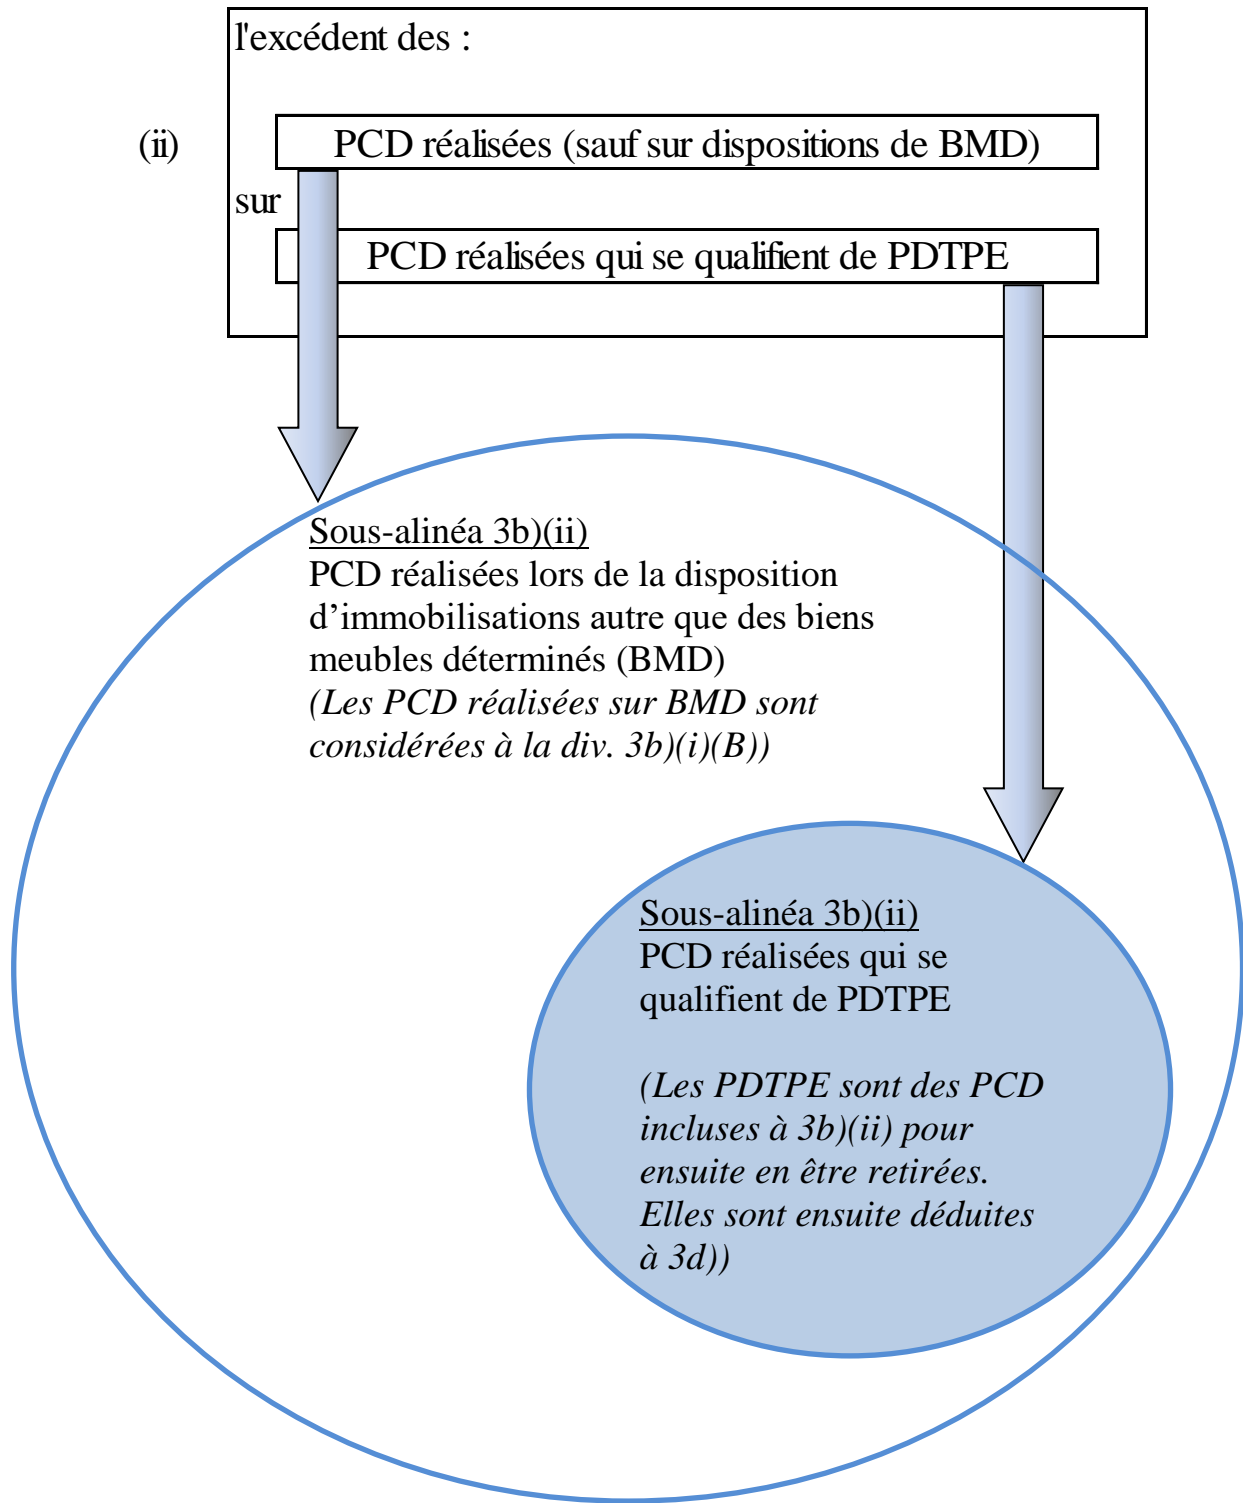 l'excédent des :
(ii) PCD réalisées (sauf sur dispositions de BMD)
sur
PCD réalisées qui se qualifient de PDTPE
Sous-alinéa 3b)(ii)
PCD réalisées lors de la disposition
d’immobilisations autre que des biens
meubles déterminés (BMD)
(Les PCD réalisées sur BMD sont
considérées à la div. 3b)(i)(B))
Sous-alinéa 3b)(ii)
PCD réalisées qui se
qualifient de PDTPE
(Les PDTPE sont des PCD
incluses à 3b)(ii) pour
ensuite en être retirées.
Elles sont ensuite déduites
à 3d))